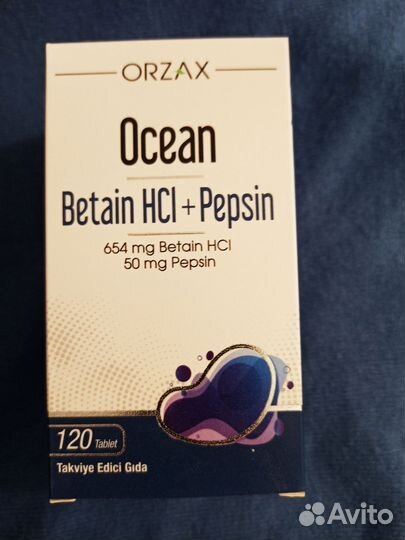 ORZAX
Ocean
Betain HCl + Pepsin
654 mg Betain HCl
50 mg Pepsin
120 Tablet
Takviye Edici Gıda
Avito